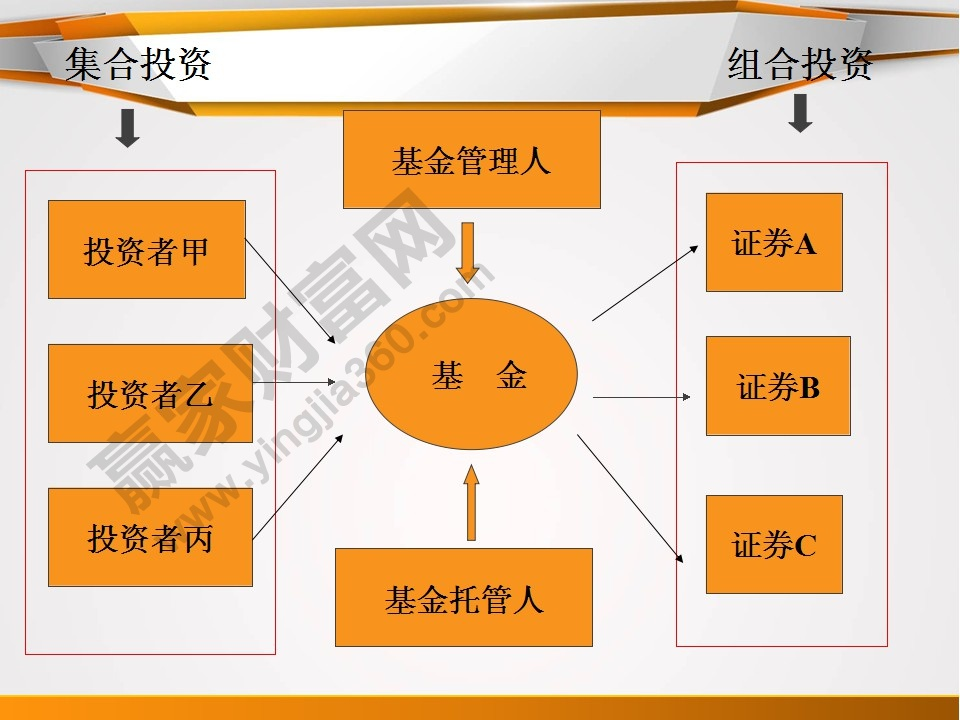 集合投资
组合投资
基金管理人
投资者甲
证券A
基 金
投资者乙
证券B
投资者丙
证券C
基金托管人
赢家财富网
www.yingjia360.com